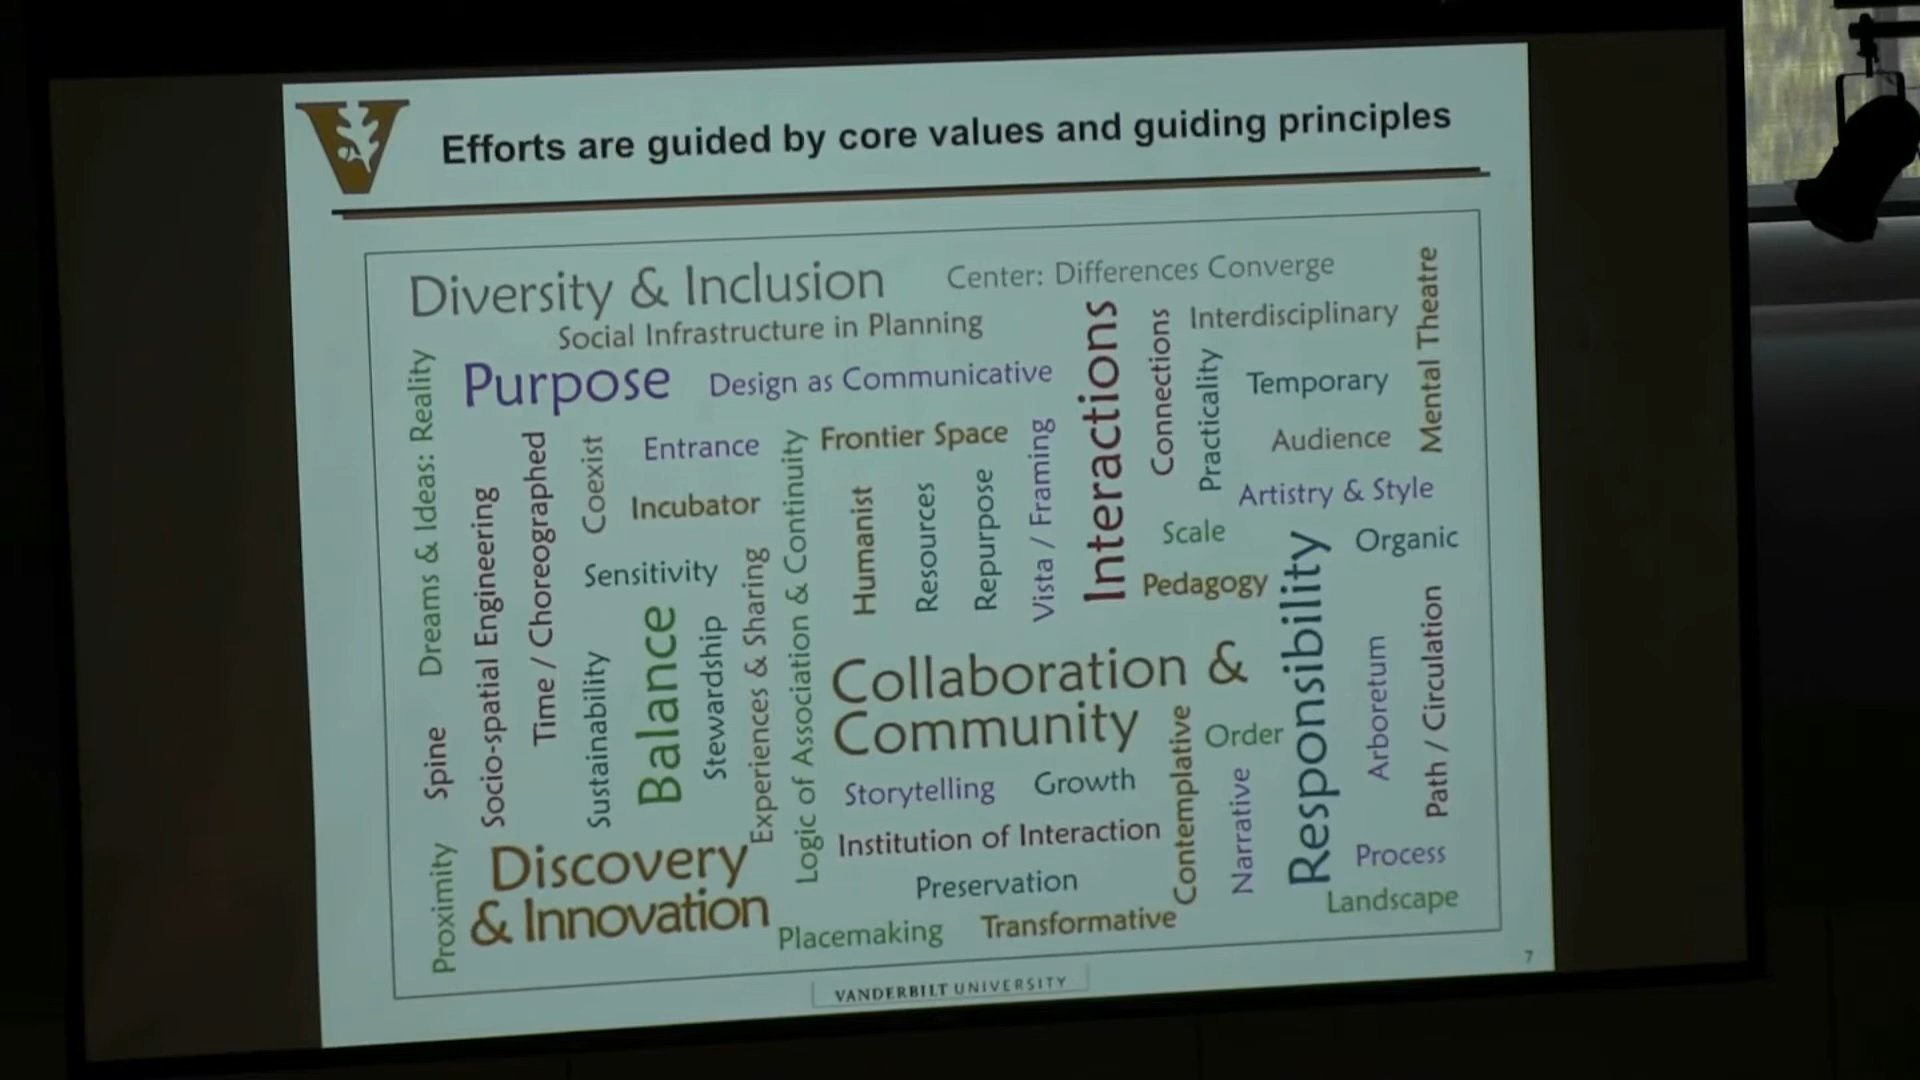 V
Efforts are guided by core values and guiding principles
Diversity & Inclusion
Center: Differences Converge
Social Infrastructure in Planning
Interdisciplinary
Mental Theatre
Purpose
Design as Communicative
Interactions
Connections
Practicality
Temporary
Dreams & Ideas: Reality
Entrance
Frontier Space
Audience
Socio-spatial Engineering
Time / Choreographed
Coexist
Incubator
Logic of Association & Continuity
Humanist
Resources
Repurpose
Vista / Framing
Artistry & Style
Scale
Organic
Sensitivity
Pedagogy
Responsibility
Balance
Stewardship
Experiences & Sharing
Sustainability
Collaboration &
Community
Arboretum
Path / Circulation
Spine
Contemplative
Order
Storytelling
Growth
Narrative
Institution of Interaction
Process
Proximity
Discovery
& Innovation
Preservation
Landscape
Placemaking
Transformative
7
VANDERBILT UNIVERSITY